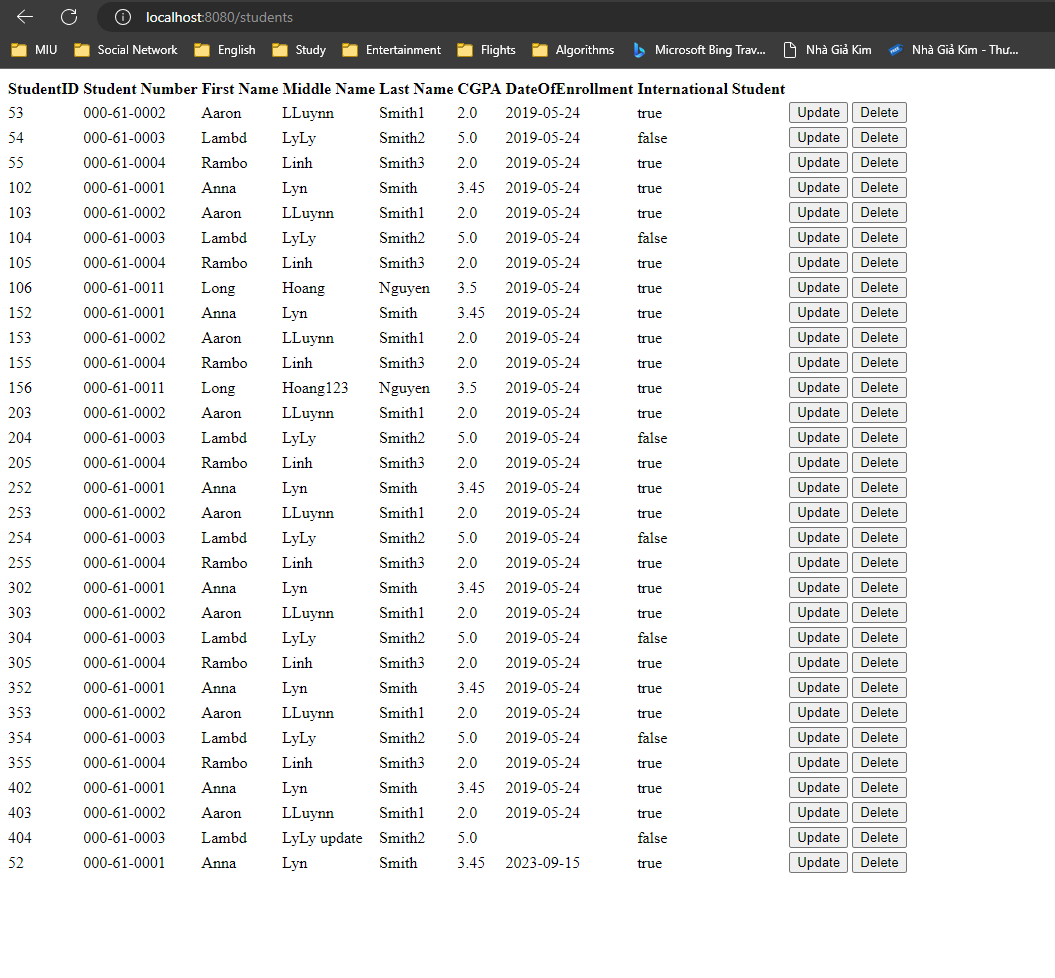 localhost:8080/students
MIU Social Network English Study Entertainment Flights Algorithms Microsoft Bing Trav... Nhà Giả Kim Nhà Giả Kim - Thư...
StudentID Student Number First Name Middle Name Last Name CGPA DateOfEnrollment International Student
53 000-61-0002 Aaron LLuynn Smith1 2.0 2019-05-24 true Update Delete
54 000-61-0003 Lambd LyLy Smith2 5.0 2019-05-24 false Update Delete
55 000-61-0004 Rambo Linh Smith3 2.0 2019-05-24 true Update Delete
102 000-61-0001 Anna Lyn Smith 3.45 2019-05-24 true Update Delete
103 000-61-0002 Aaron LLuynn Smith1 2.0 2019-05-24 true Update Delete
104 000-61-0003 Lambd LyLy Smith2 5.0 2019-05-24 false Update Delete
105 000-61-0004 Rambo Linh Smith3 2.0 2019-05-24 true Update Delete
106 000-61-0011 Long Hoang Nguyen 3.5 2019-05-24 true Update Delete
152 000-61-0001 Anna Lyn Smith 3.45 2019-05-24 true Update Delete
153 000-61-0002 Aaron LLuynn Smith1 2.0 2019-05-24 true Update Delete
155 000-61-0004 Rambo Linh Smith3 2.0 2019-05-24 true Update Delete
156 000-61-0011 Long Hoang123 Nguyen 3.5 2019-05-24 true Update Delete
203 000-61-0002 Aaron LLuynn Smith1 2.0 2019-05-24 true Update Delete
204 000-61-0003 Lambd LyLy Smith2 5.0 2019-05-24 false Update Delete
205 000-61-0004 Rambo Linh Smith3 2.0 2019-05-24 true Update Delete
252 000-61-0001 Anna Lyn Smith 3.45 2019-05-24 true Update Delete
253 000-61-0002 Aaron LLuynn Smith1 2.0 2019-05-24 true Update Delete
254 000-61-0003 Lambd LyLy Smith2 5.0 2019-05-24 false Update Delete
255 000-61-0004 Rambo Linh Smith3 2.0 2019-05-24 true Update Delete
302 000-61-0001 Anna Lyn Smith 3.45 2019-05-24 true Update Delete
303 000-61-0002 Aaron LLuynn Smith1 2.0 2019-05-24 true Update Delete
304 000-61-0003 Lambd LyLy Smith2 5.0 2019-05-24 false Update Delete
305 000-61-0004 Rambo Linh Smith3 2.0 2019-05-24 true Update Delete
352 000-61-0001 Anna Lyn Smith 3.45 2019-05-24 true Update Delete
353 000-61-0002 Aaron LLuynn Smith1 2.0 2019-05-24 true Update Delete
354 000-61-0003 Lambd LyLy Smith2 5.0 2019-05-24 false Update Delete
355 000-61-0004 Rambo Linh Smith3 2.0 2019-05-24 true Update Delete
402 000-61-0001 Anna Lyn Smith 3.45 2019-05-24 true Update Delete
403 000-61-0002 Aaron LLuynn Smith1 2.0 2019-05-24 true Update Delete
404 000-61-0003 Lambd LyLy update Smith2 5.0 false Update Delete
52 000-61-0001 Anna Lyn Smith 3.45 2023-09-15 true Update Delete